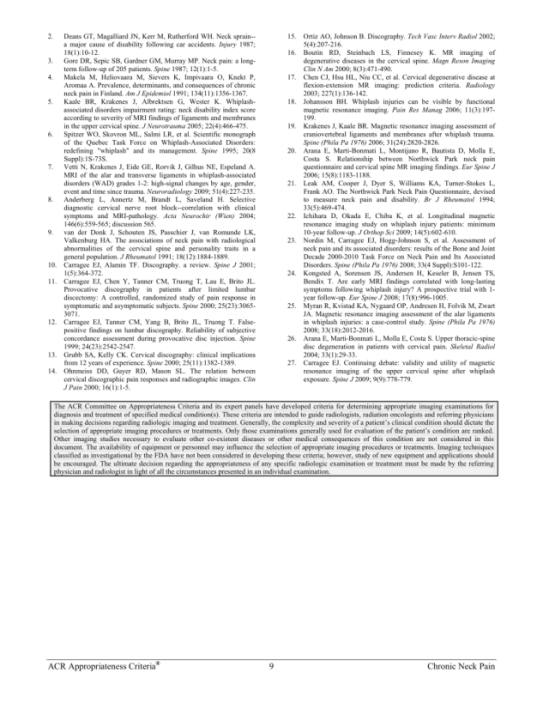 2. Deans GT, Magalliard JN, Kerr M, Rutherford WH. Neck sprain--
a major cause of disability following car accidents. Injury 1987;
18(1):10-12.
3. Gore DR, Sepic SB, Gardner GM, Murray MP. Neck pain: a long-
term follow-up of 205 patients. Spine 1987; 12(1):1-5.
4. Makela M, Heliovaara M, Sievers K, Impivaara O, Knekt P,
Aromaa A. Prevalence, determinants, and consequences of chronic
neck pain in Finland. Am J Epidemiol 1991; 134(11):1356-1367.
5. Kaale BR, Krakenes J, Albrektsen G, Wester K. Whiplash-
associated disorders impairment rating: neck disability index score
according to severity of MRI findings of ligaments and membranes
in the upper cervical spine. J Neurotrauma 2005; 22(4):466-475.
6. Spitzer WO, Skovron ML, Salmi LR, et al. Scientific monograph
of the Quebec Task Force on Whiplash-Associated Disorders:
redefining "whiplash" and its management. Spine 1995; 20(8
Suppl):1S-73S.
7. Vetti N, Krakenes J, Eide GE, Rorvik J, Gilhus NE, Espeland A.
MRI of the alar and transverse ligaments in whiplash-associated
disorders (WAD) grades 1-2: high-signal changes by age, gender,
event and time since trauma. Neuroradiology 2009; 51(4):227-235.
8. Anderberg L, Annertz M, Brandt L, Saveland H. Selective
diagnostic cervical nerve root block--correlation with clinical
symptoms and MRI-pathology. Acta Neurochir (Wien) 2004;
146(6):559-565; discussion 565.
9. van der Donk J, Schouten JS, Passchier J, van Romunde LK,
Valkenburg HA. The associations of neck pain with radiological
abnormalities of the cervical spine and personality traits in a
general population. J Rheumatol 1991; 18(12):1884-1889.
10. Carragee EJ, Alamin TF. Discography. a review. Spine J 2001;
1(5):364-372.
11. Carragee EJ, Chen Y, Tanner CM, Truong T, Lau E, Brito JL.
Provocative discography in patients after limited lumbar
discectomy: A controlled, randomized study of pain response in
symptomatic and asymptomatic subjects. Spine 2000; 25(23):3065-
3071.
12. Carragee EJ, Tanner CM, Yang B, Brito JL, Truong T. False-
positive findings on lumbar discography. Reliability of subjective
concordance assessment during provocative disc injection. Spine
1999; 24(23):2542-2547.
13. Grubb SA, Kelly CK. Cervical discography: clinical implications
from 12 years of experience. Spine 2000; 25(11):1382-1389.
14. Ohnmeiss DD, Guyer RD, Mason SL. The relation between
cervical discographic pain responses and radiographic images. Clin
J Pain 2000; 16(1):1-5.
15. Ortiz AO, Johnson B. Discography. Tech Vasc Interv Radiol 2002;
5(4):207-216.
16. Boutin RD, Steinbach LS, Finnesey K. MR imaging of
degenerative diseases in the cervical spine. Magn Reson Imaging
Clin N Am 2000; 8(3):471-490.
17. Chen CJ, Hsu HL, Niu CC, et al. Cervical degenerative disease at
flexion-extension MR imaging: prediction criteria. Radiology
2003; 227(1):136-142.
18. Johansson BH. Whiplash injuries can be visible by functional
magnetic resonance imaging. Pain Res Manag 2006; 11(3):197-
199.
19. Krakenes J, Kaale BR. Magnetic resonance imaging assessment of
craniovertebral ligaments and membranes after whiplash trauma.
Spine (Phila Pa 1976) 2006; 31(24):2820-2826.
20. Arana E, Marti-Bonmati L, Montijano R, Bautista D, Molla E,
Costa S. Relationship between Northwick Park neck pain
questionnaire and cervical spine MR imaging findings. Eur Spine J
2006; 15(8):1183-1188.
21. Leak AM, Cooper J, Dyer S, Williams KA, Turner-Stokes L,
Frank AO. The Northwick Park Neck Pain Questionnaire, devised
to measure neck pain and disability. Br J Rheumatol 1994;
33(5):469-474.
22. Ichihara D, Okada E, Chiba K, et al. Longitudinal magnetic
resonance imaging study on whiplash injury patients: minimum
10-year follow-up. J Orthop Sci 2009; 14(5):602-610.
23. Nordin M, Carragee EJ, Hogg-Johnson S, et al. Assessment of
neck pain and its associated disorders: results of the Bone and Joint
Decade 2000-2010 Task Force on Neck Pain and Its Associated
Disorders. Spine (Phila Pa 1976) 2008; 33(4 Suppl):S101-122.
24. Kongsted A, Sorensen JS, Andersen H, Keseler B, Jensen TS,
Bendix T. Are early MRI findings correlated with long-lasting
symptoms following whiplash injury? A prospective trial with 1-
year follow-up. Eur Spine J 2008; 17(8):996-1005.
25. Myran R, Kvistad KA, Nygaard OP, Andresen H, Folvik M, Zwart
JA. Magnetic resonance imaging assessment of the alar ligaments
in whiplash injuries: a case-control study. Spine (Phila Pa 1976)
2008; 33(18):2012-2016.
26. Arana E, Marti-Bonmati L, Molla E, Costa S. Upper thoracic-spine
disc degeneration in patients with cervical pain. Skeletal Radiol
2004; 33(1):29-33.
27. Carragee EJ. Continuing debate: validity and utility of magnetic
resonance imaging of the upper cervical spine after whiplash
exposure. Spine J 2009; 9(9):778-779.
The ACR Committee on Appropriateness Criteria and its expert panels have developed criteria for determining appropriate imaging examinations for
diagnosis and treatment of specified medical condition(s). These criteria are intended to guide radiologists, radiation oncologists and referring physicians
in making decisions regarding radiologic imaging and treatment. Generally, the complexity and severity of a patient's clinical condition should dictate the
selection of appropriate imaging procedures or treatments. Only those examinations generally used for evaluation of the patient's condition are ranked.
Other imaging studies necessary to evaluate other co-existent diseases or other medical consequences of this condition are not considered in this
document. The availability of equipment or personnel may influence the selection of appropriate imaging procedures or treatments. Imaging techniques
classified as investigational by the FDA have not been considered in developing these criteria; however, study of new equipment and applications should
be encouraged. The ultimate decision regarding the appropriateness of any specific radiologic examination or treatment must be made by the referring
physician and radiologist in light of all the circumstances presented in an individual examination.
ACR Appropriateness Criteria® 9 Chronic Neck Pain